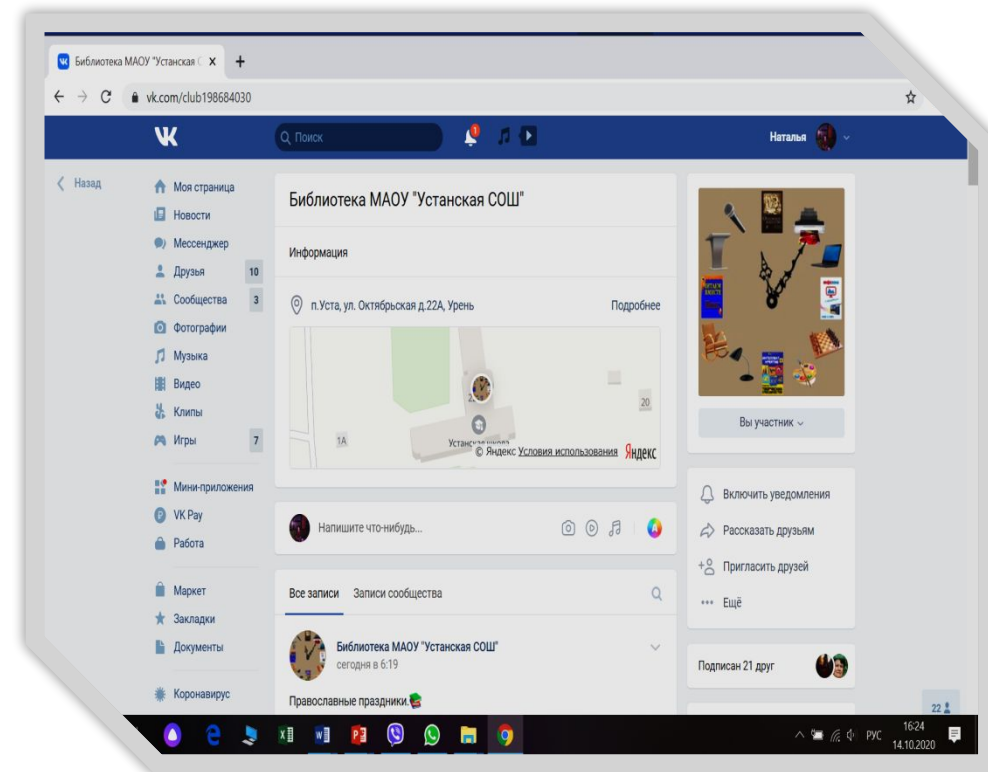 Библиотека МАОУ "Устанская С
vk.com/club198684030
Поиск
1
Наталья
Назад
Моя страница
Новости
Мессенджер
Друзья 10
Сообщества 3
Фотографии
Музыка
Видео
Клипы
Игры 7
Мини-приложения
VK Pay
Работа
Маркет
Закладки
Документы
Коронавирус
Библиотека МАОУ "Устанская СОШ"
Информация
п.Уста, ул. Октябрьская д.22А, Урень Подробнее
20
1А
© Яндекс Условия использования Яндекс
Напишите что-нибудь...
Все записи Записи сообщества
Библиотека МАОУ "Устанская СОШ"
сегодня в 6:19
Православные праздники.
Вы участник
Включить уведомления
Рассказать друзьям
Пригласить друзей
Ещё
Подписан 21 друг
22
РУС
16:24
14.10.2020